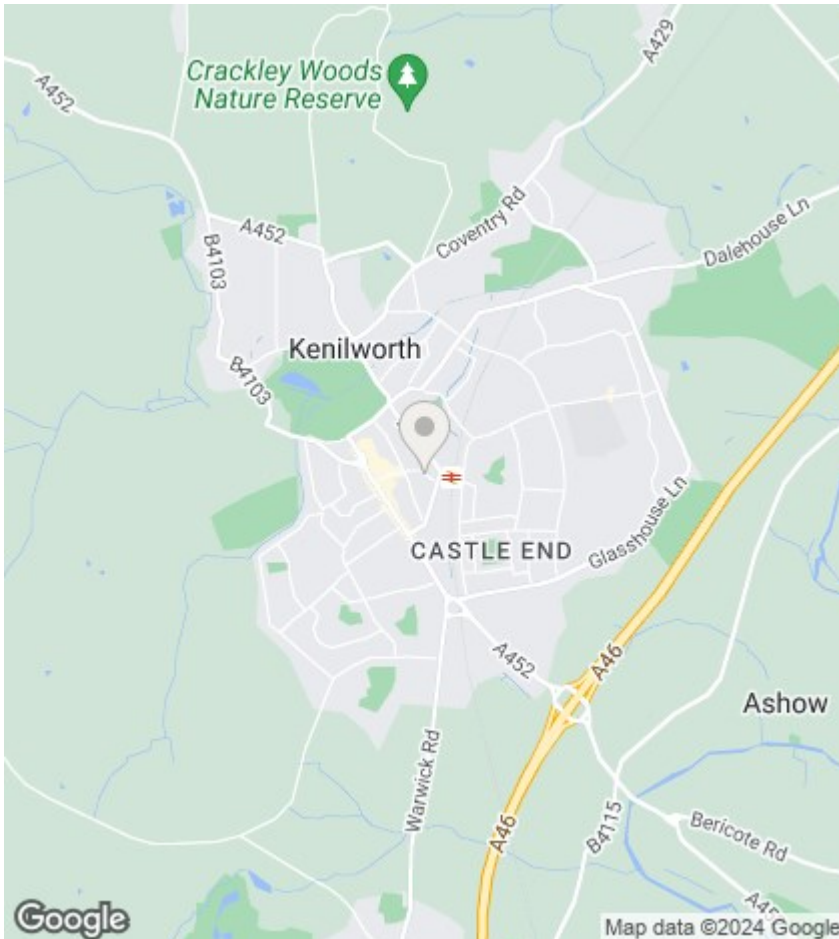 A429
Crackley Woods
Nature Reserve
A452
Coventry Rd
A452
Dalehouse Ln
B4103
Kenilworth
B4103
Glasshouse Ln
CASTLE END
A452
A46
Ashow
Warwick Rd
A46
B4115
Bericote Rd
Google
Map data ©2024 Google